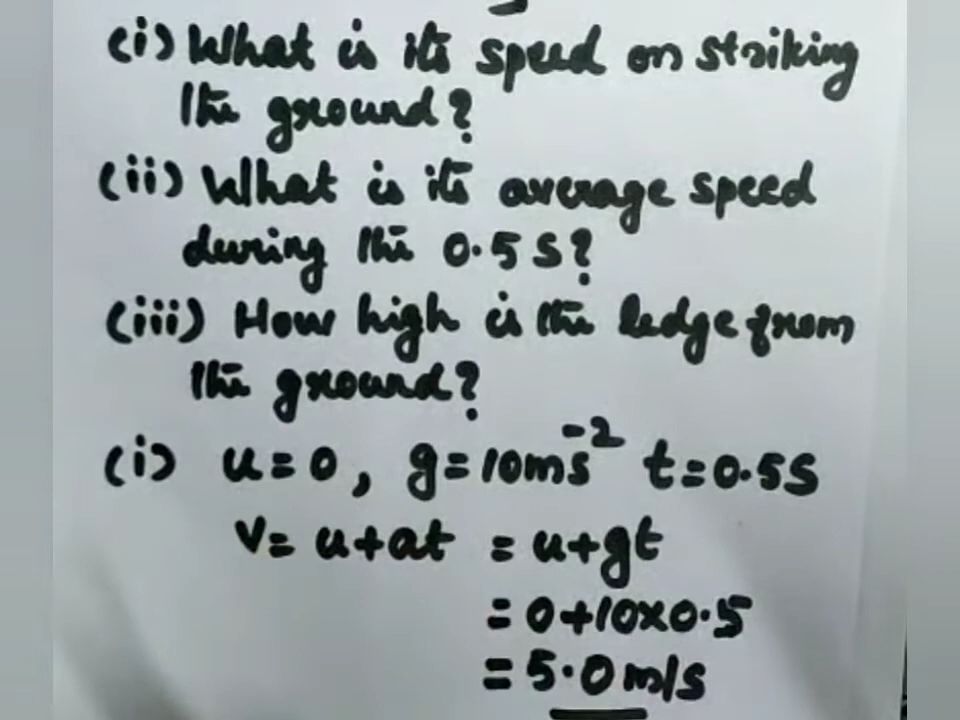 (i) What is its speed on striking
the ground?
(ii) What is its average speed
during the 0.5 s?
(iii) How high is the ledge from
the ground?
(i) u = 0, g = 10ms⁻² t = 0.5s
v = u + at = u + gt
= 0 + 10 × 0.5
= 5.0 m/s